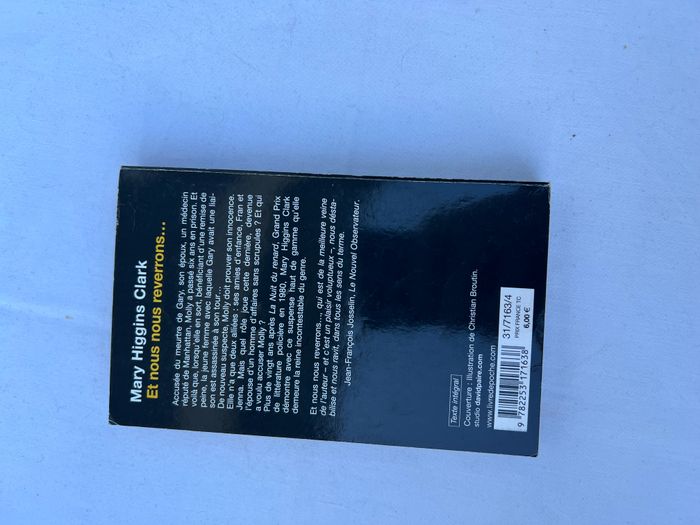 Mary Higgins Clark
Et nous nous reverrons...
Accusée du meurtre de Gary, son époux, un médecin
réputé de Manhattan, Molly a passé six ans en prison. Et
voilà que, lorsqu'elle en sort, bénéficiant d'une remise de
peine, la jeune femme avec laquelle Gary avait une liai-
son est assassinée à son tour...
De nouveau suspecte, Molly doit prouver son innocence.
Elle n'a que deux alliées : ses amies d'enfance, Fran et
Jenna. Mais quel rôle joue cette dernière, devenue
l'épouse d'un homme d'affaires sans scrupules ? Et qui
a voulu accuser Molly ?
Plus de vingt ans après La Nuit du renard, Grand Prix
de littérature policière en 1980, Mary Higgins Clark
démontre avec ce suspense haut de gamme qu'elle
demeure la reine incontestable du genre.
Et nous nous reverrons..., qui est de la meilleure veine
de l'auteur – et c'est un plaisir voluptueux –, nous désta-
bilise et nous ravit, dans tous les sens du terme.
Jean-François Josselin, Le Nouvel Observateur.
Texte intégral
Couverture : illustration de Christian Broutin.
studio davidpaire.com
www.livredepoche.com
31/7163/4
PRIX FRANCE TC
6,00 €
9 782253 171638